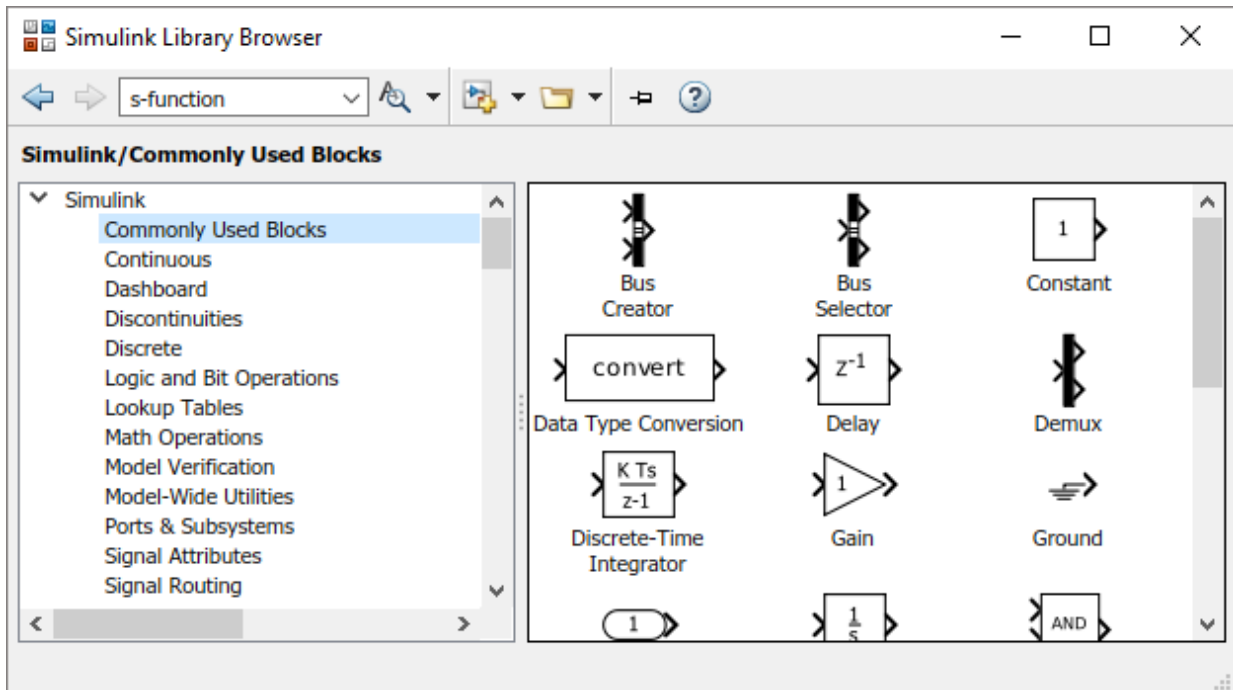 Simulink Library Browser
s-function
Simulink/Commonly Used Blocks
Simulink
Commonly Used Blocks
Continuous
Dashboard
Discontinuities
Discrete
Logic and Bit Operations
Lookup Tables
Math Operations
Model Verification
Model-Wide Utilities
Ports & Subsystems
Signal Attributes
Signal Routing
Bus
Creator
Bus
Selector
1
Constant
convert
Data Type Conversion
z-1
Delay
Demux
K Ts
z-1
Discrete-Time
Integrator
1
Gain
Ground
1
1
s
AND